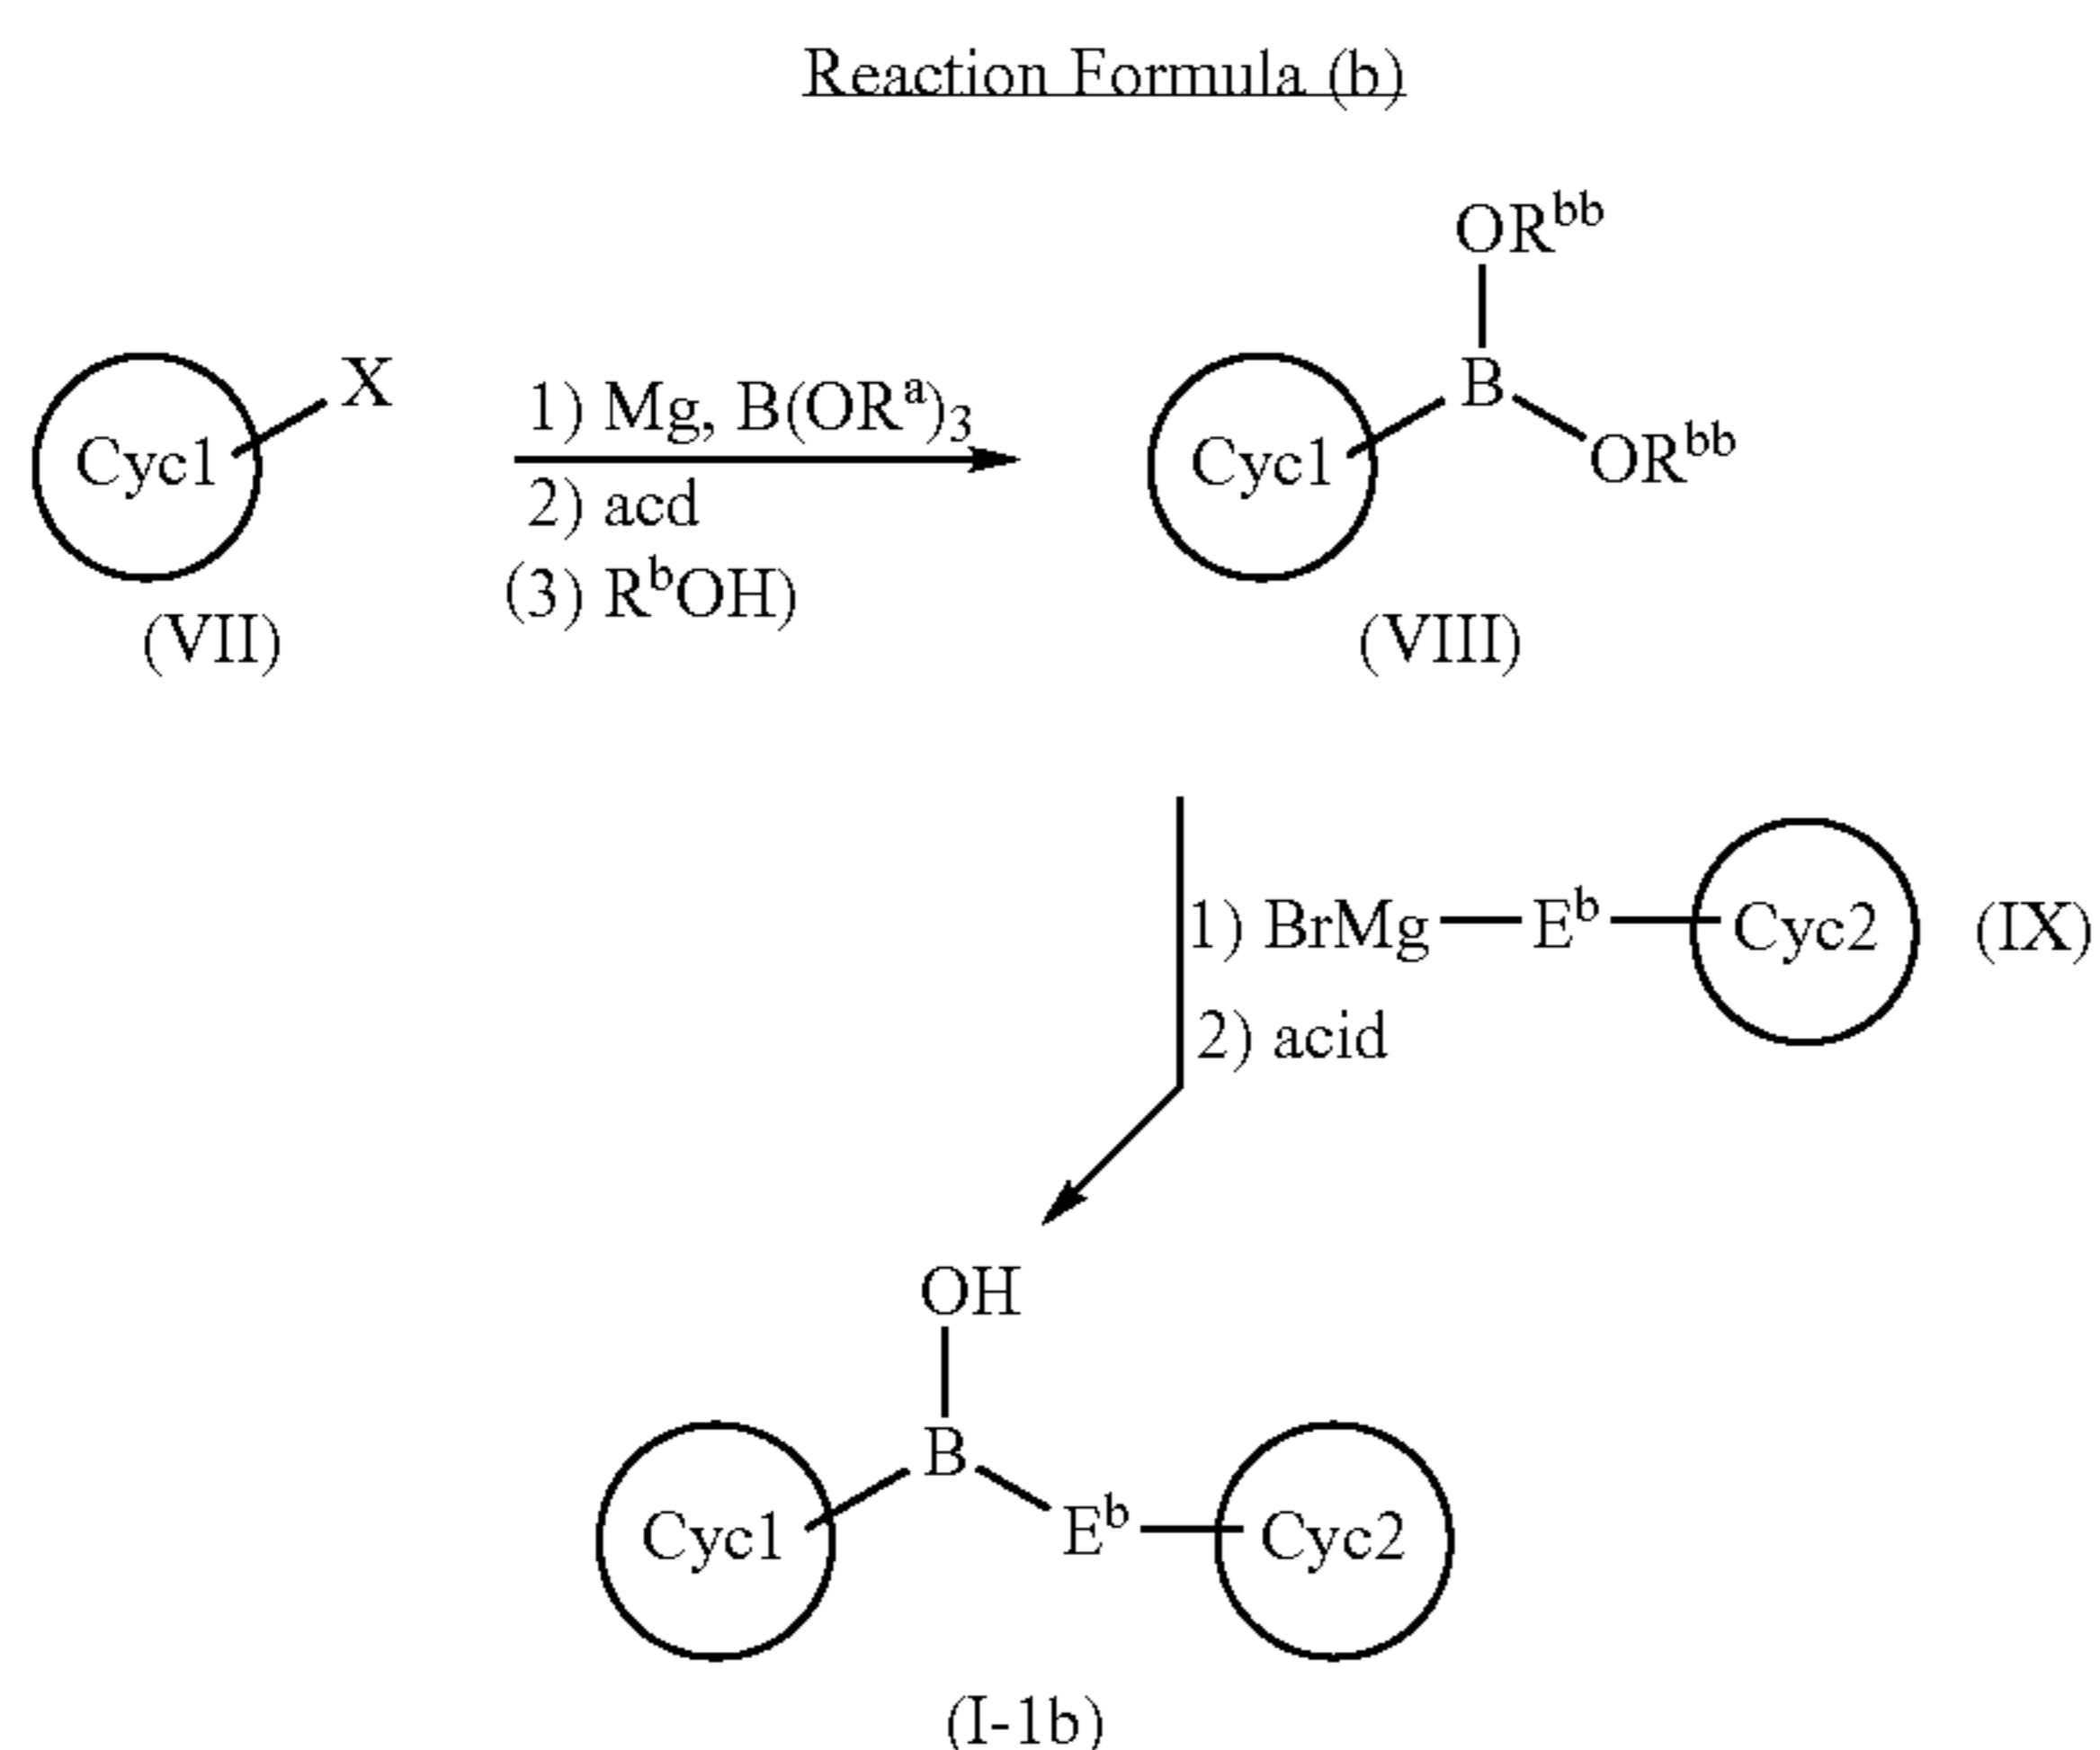 Reaction Formula (b)
OR^bb
X
1) Mg, B(OR^a)_3
B
Cyc1
Cyc1
OR^bb
2) acd
(3) R^bOH)
(VII)
(VIII)
1) BrMg—E^b—Cyc2 (IX)
2) acid
OH
B
Cyc1
E^b
Cyc2
(I-1b)